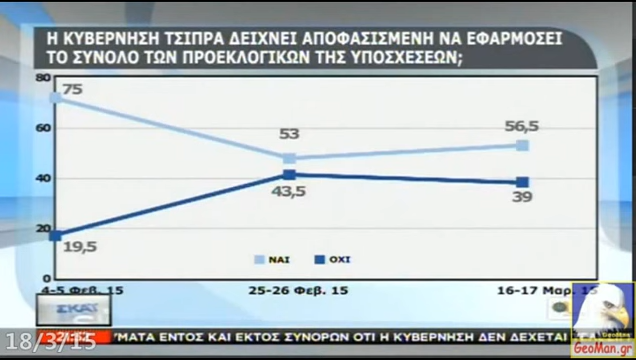 Η ΚΥΒΕΡΝΗΣΗ ΤΣΙΠΡΑ ΔΕΙΧΝΕΙ ΑΠΟΦΑΣΙΣΜΕΝΗ ΝΑ ΕΦΑΡΜΟΣΕΙ
ΤΟ ΣΥΝΟΛΟ ΤΩΝ ΠΡΟΕΚΛΟΓΙΚΩΝ ΤΗΣ ΥΠΟΣΧΕΣΕΩΝ;
80
75
60
53
56,5
40
43,5
39
20
19,5
ΝΑΙ
ΟΧΙ
0
4-5 Φεβ. 15
25-26 Φεβ. 15
16-17 Μαρ. 15
ΣΚΑΪ
18/3/15
ΜΑΤΑ ΕΝΤΟΣ ΚΑΙ ΕΚΤΟΣ ΣΥΝΟΡΩΝ ΟΤΙ Η ΚΥΒΕΡΝΗΣΗ ΔΕΝ ΔΕΧΕΤΑΙ
GeoMan.gr